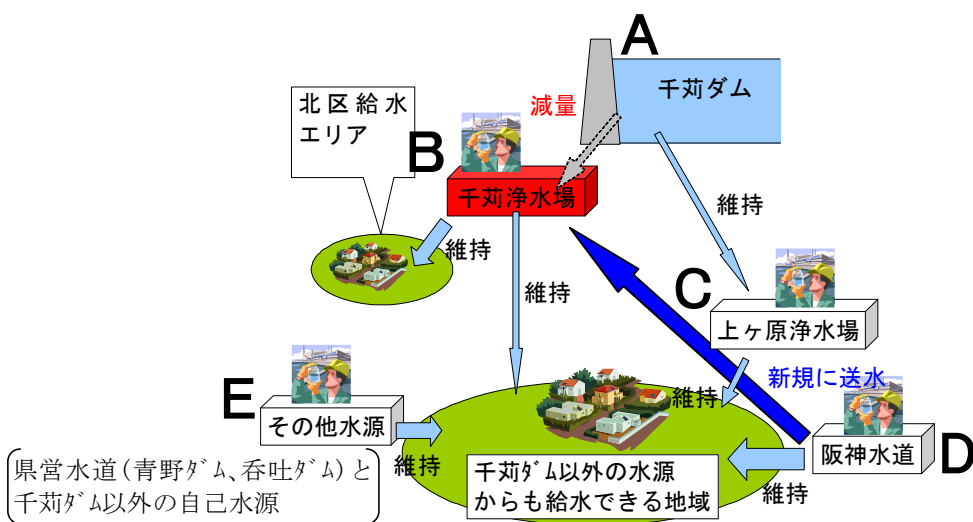 A
千苅ダム
減量
北区給水
エリア
B
千苅浄水場
維持
維持
維持
C
上ヶ原浄水場
新規に送水
維持
E
その他水源
維持
県営水道(青野ダム、呑吐ダム)と
千苅ダム以外の自己水源
千苅ダム以外の水源
からも給水できる地域
維持
阪神水道
D